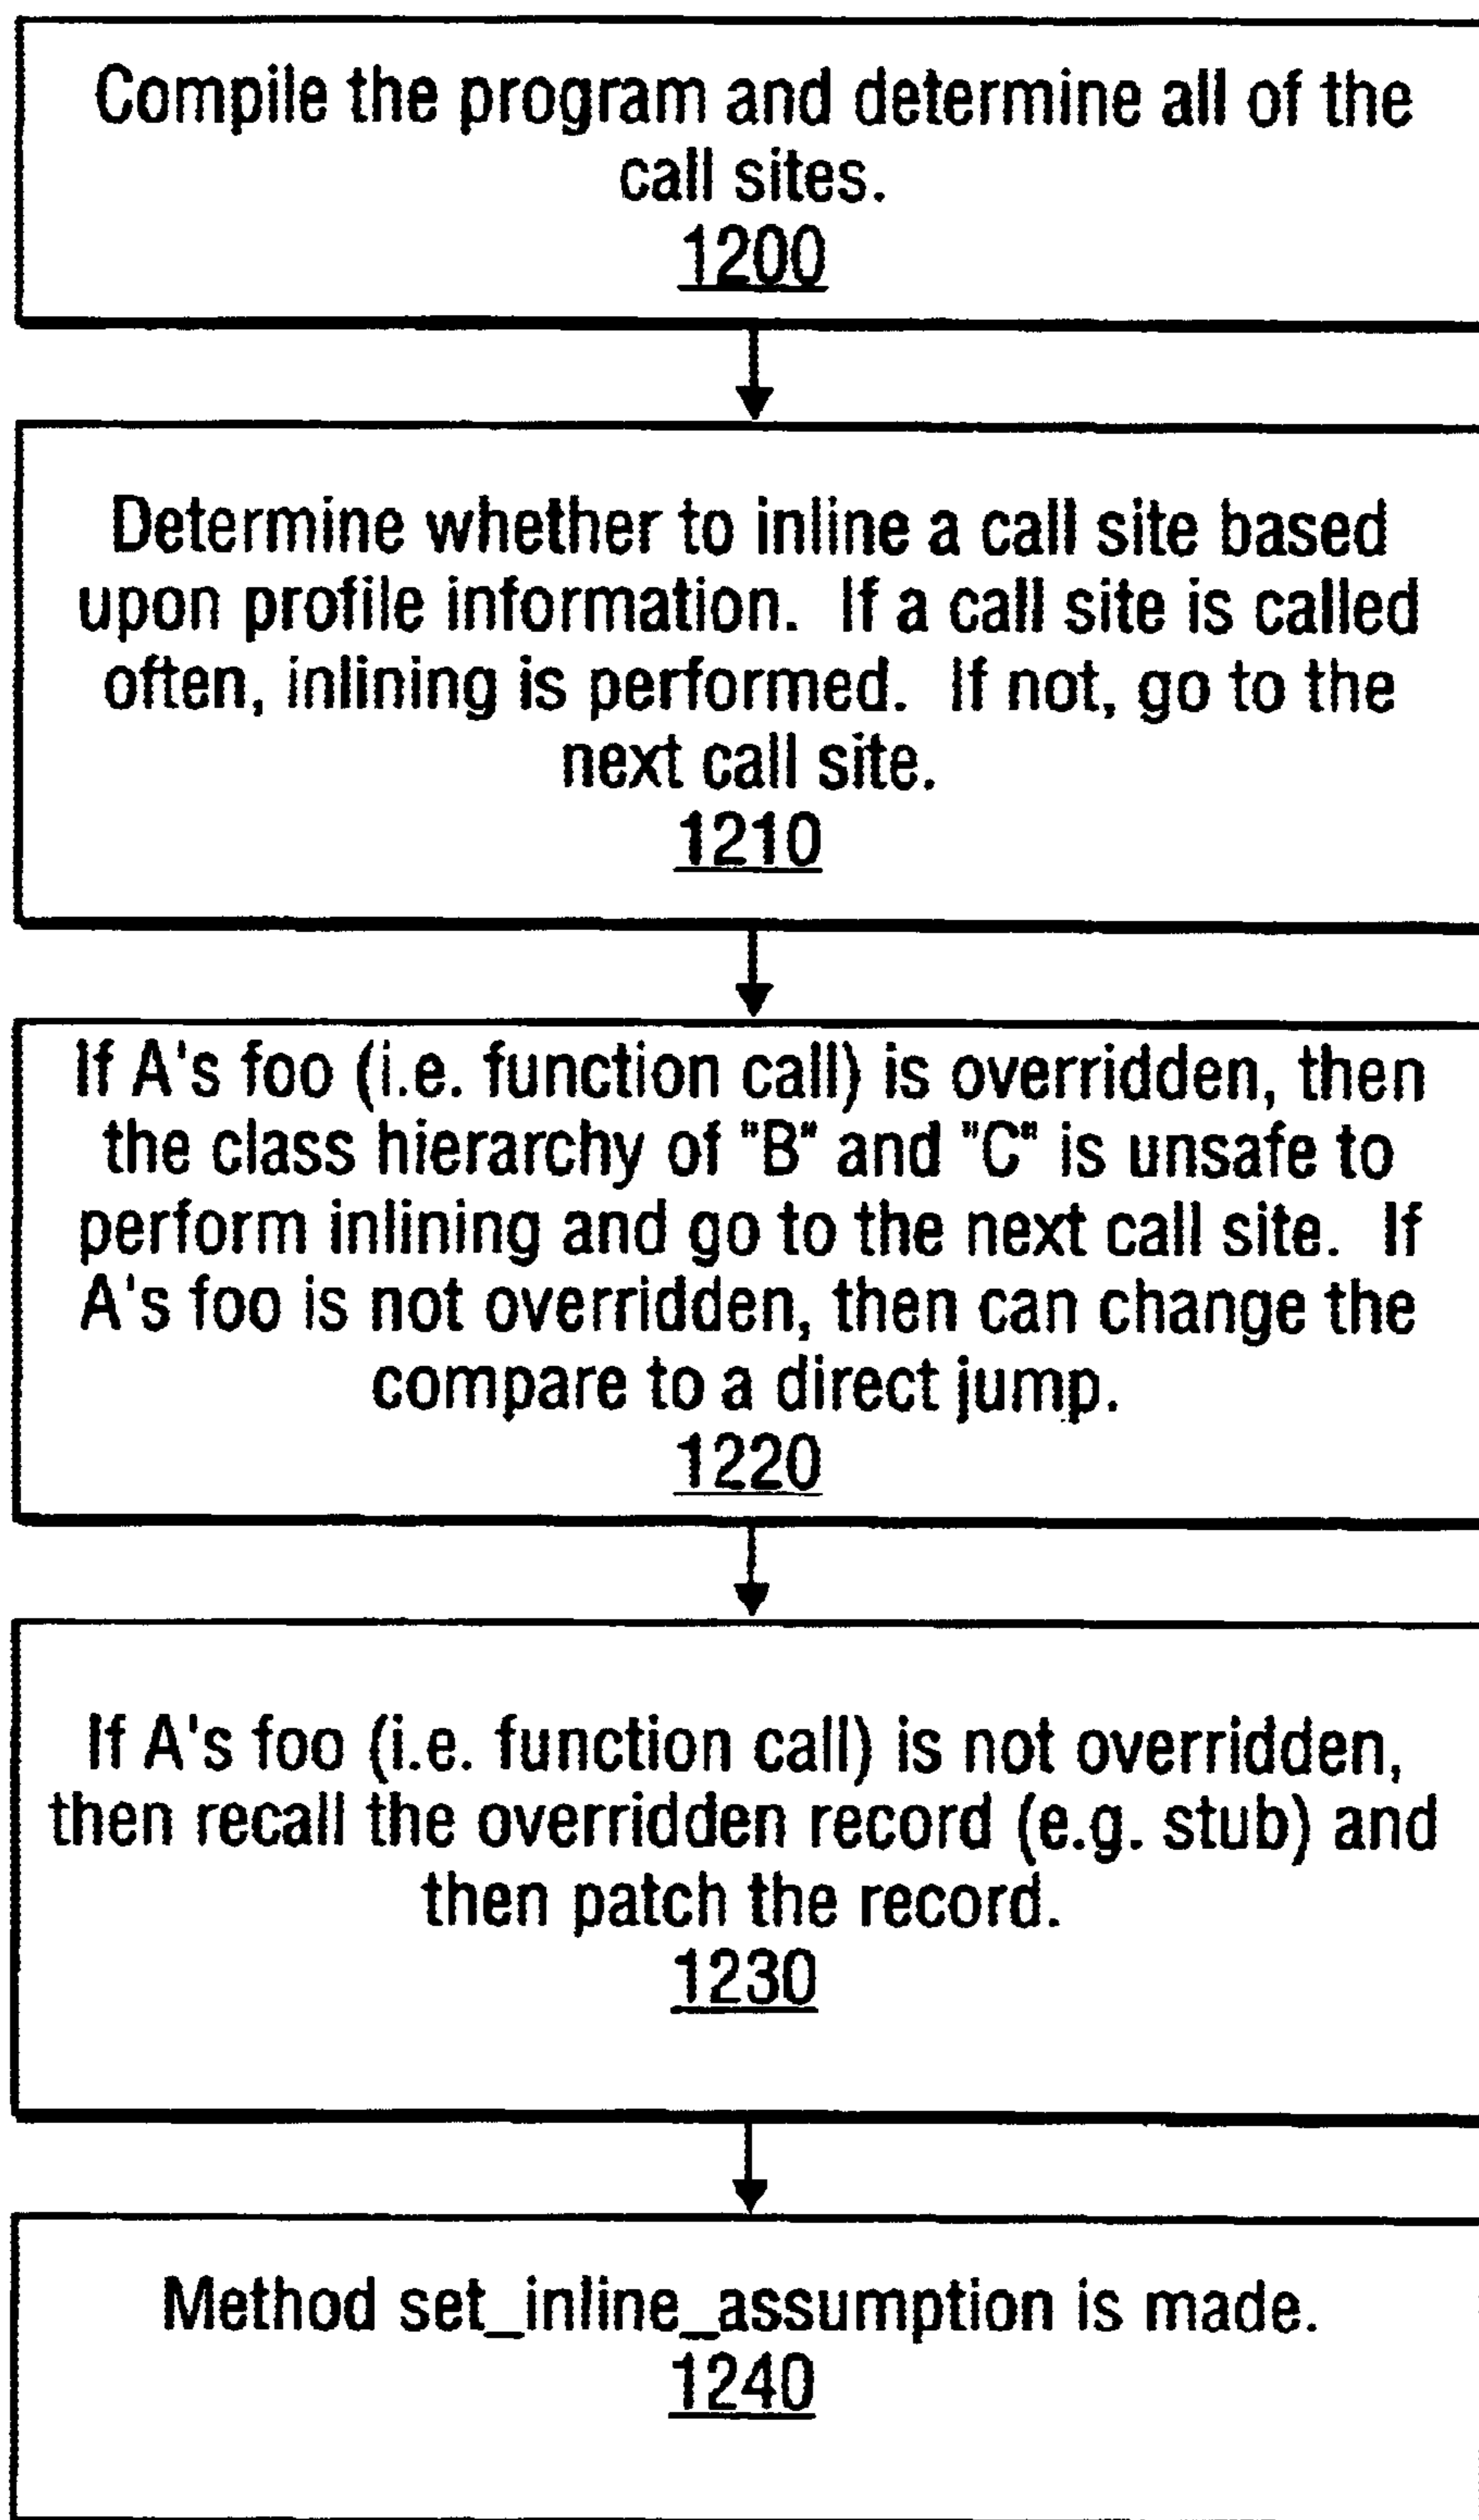 Compile the program and determine all of the
call sites.
1200
Determine whether to inline a call site based
upon profile information. If a call site is called
often, inlining is performed. If not, go to the
next call site.
1210
If A's foo (i.e. function call) is overridden, then
the class hierarchy of "B" and "C" is unsafe to
perform inlining and go to the next call site. If
A's foo is not overridden, then can change the
compare to a direct jump.
1220
If A's foo (i.e. function call) is not overridden,
then recall the overridden record (e.g. stub) and
then patch the record.
1230
Method set_inline_assumption is made.
1240